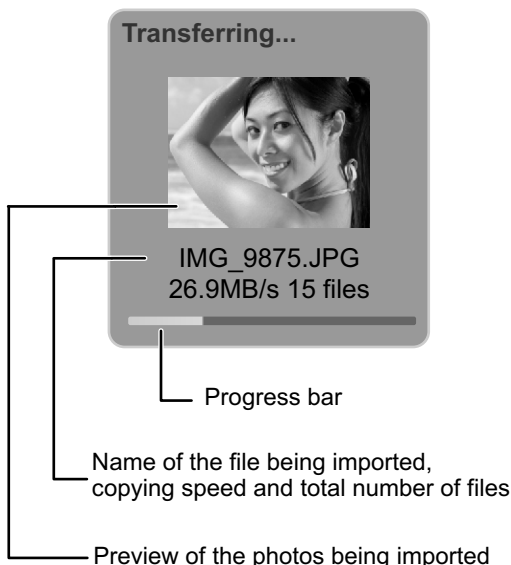 Transferring...
IMG_9875.JPG
26.9MB/s 15 files
Progress bar
Name of the file being imported,
copying speed and total number of files
Preview of the photos being imported